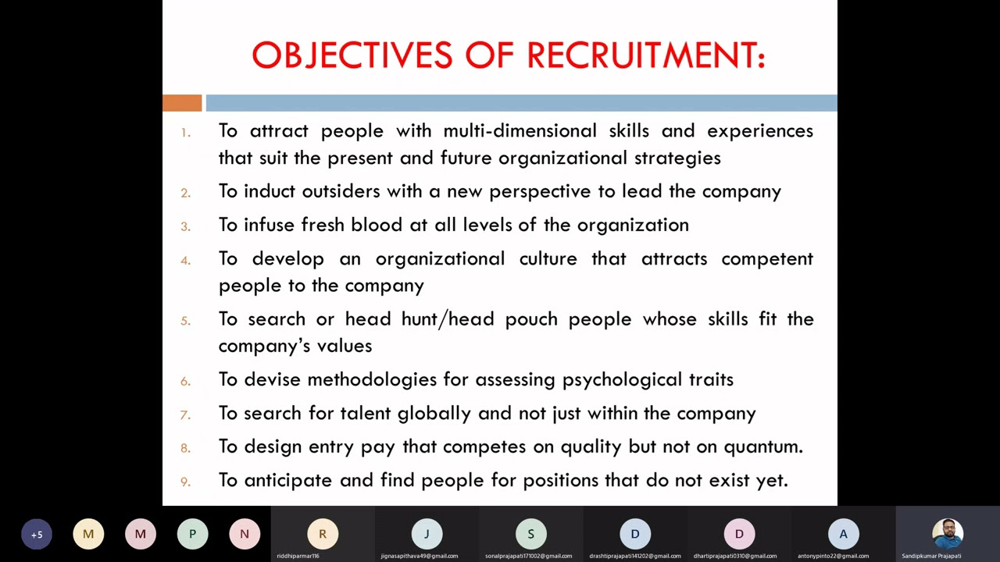 OBJECTIVES OF RECRUITMENT:
1. To attract people with multi-dimensional skills and experiences
that suit the present and future organizational strategies
2. To induct outsiders with a new perspective to lead the company
3. To infuse fresh blood at all levels of the organization
4. To develop an organizational culture that attracts competent
people to the company
5. To search or head hunt/head pouch people whose skills fit the
company's values
6. To devise methodologies for assessing psychological traits
7. To search for talent globally and not just within the company
8. To design entry pay that competes on quality but not on quantum.
9. To anticipate and find people for positions that do not exist yet.
+5 M M P N R J S D D A
riddhiparmar116 jignasapithava49@gmail.com sonalprajapati171002@gmail.com drashtiprajapati141202@gmail.com dhartiprajapati0310@gmail.com antonypinto22@gmail.com Sandipkumar Prajapati